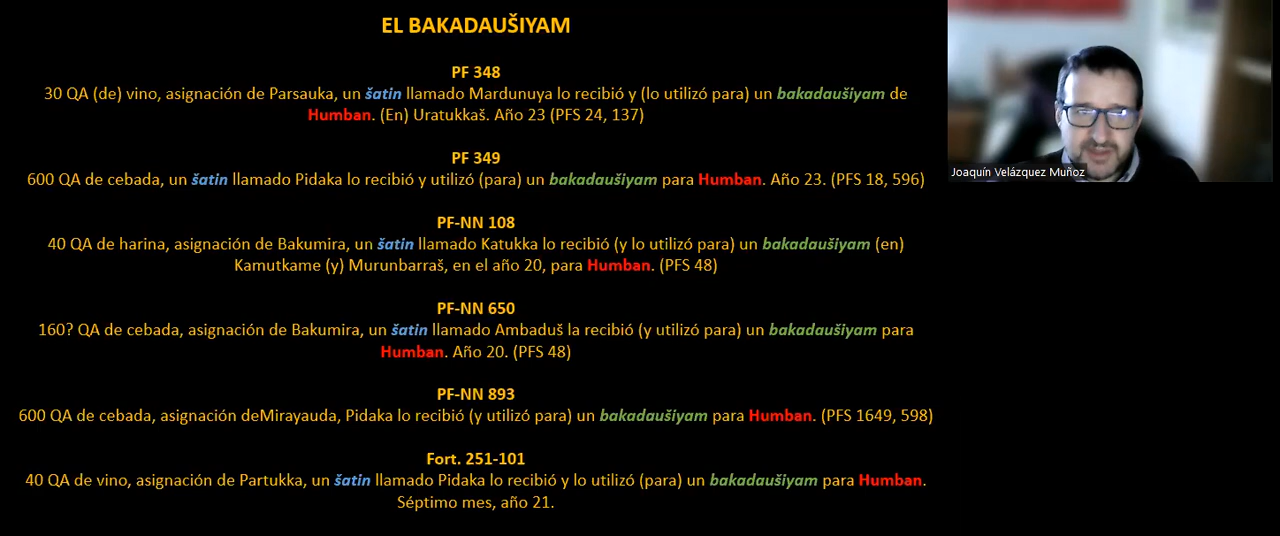 EL BAKADAUŠIYAM
PF 348
30 QA (de) vino, asignación de Parsauka, un šatin llamado Mardunuya lo recibió y (lo utilizó para) un bakadaušiyam de
Humban. (En) Uratukkaš. Año 23 (PFS 24, 137)
PF 349
600 QA de cebada, un šatin llamado Pidaka lo recibió y utilizó (para) un bakadaušiyam para Humban. Año 23. (PFS 18, 596)
PF-NN 108
40 QA de harina, asignación de Bakumira, un šatin llamado Katukka lo recibió (y lo utilizó para) un bakadaušiyam (en)
Kamutkame (y) Murunbarraš, en el año 20, para Humban. (PFS 48)
PF-NN 650
160? QA de cebada, asignación de Bakumira, un šatin llamado Ambaduš la recibió (y utilizó para) un bakadaušiyam para
Humban. Año 20. (PFS 48)
PF-NN 893
600 QA de cebada, asignación deMirayauda, Pidaka lo recibió (y utilizó para) un bakadaušiyam para Humban. (PFS 1649, 598)
Fort. 251-101
40 QA de vino, asignación de Partukka, un šatin llamado Pidaka lo recibió y lo utilizó (para) un bakadaušiyam para Humban.
Séptimo mes, año 21.
Joaquín Velázquez Muñoz